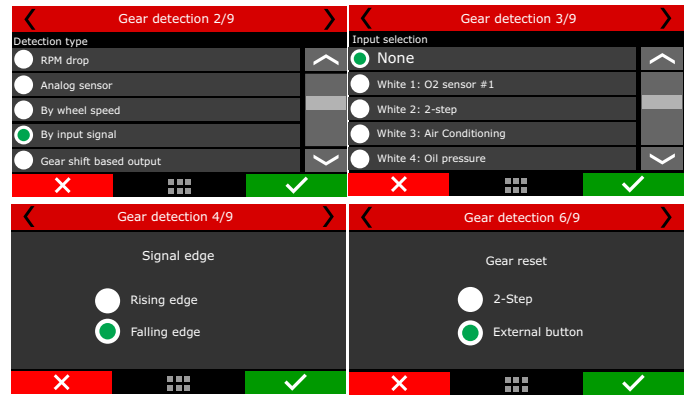 Gear detection 2/9
Detection type
RPM drop
Analog sensor
By wheel speed
By input signal
Gear shift based output
Gear detection 3/9
Input selection
None
White 1: O2 sensor #1
White 2: 2-step
White 3: Air Conditioning
White 4: Oil pressure
Gear detection 4/9
Signal edge
Rising edge
Falling edge
Gear detection 6/9
Gear reset
2-Step
External button